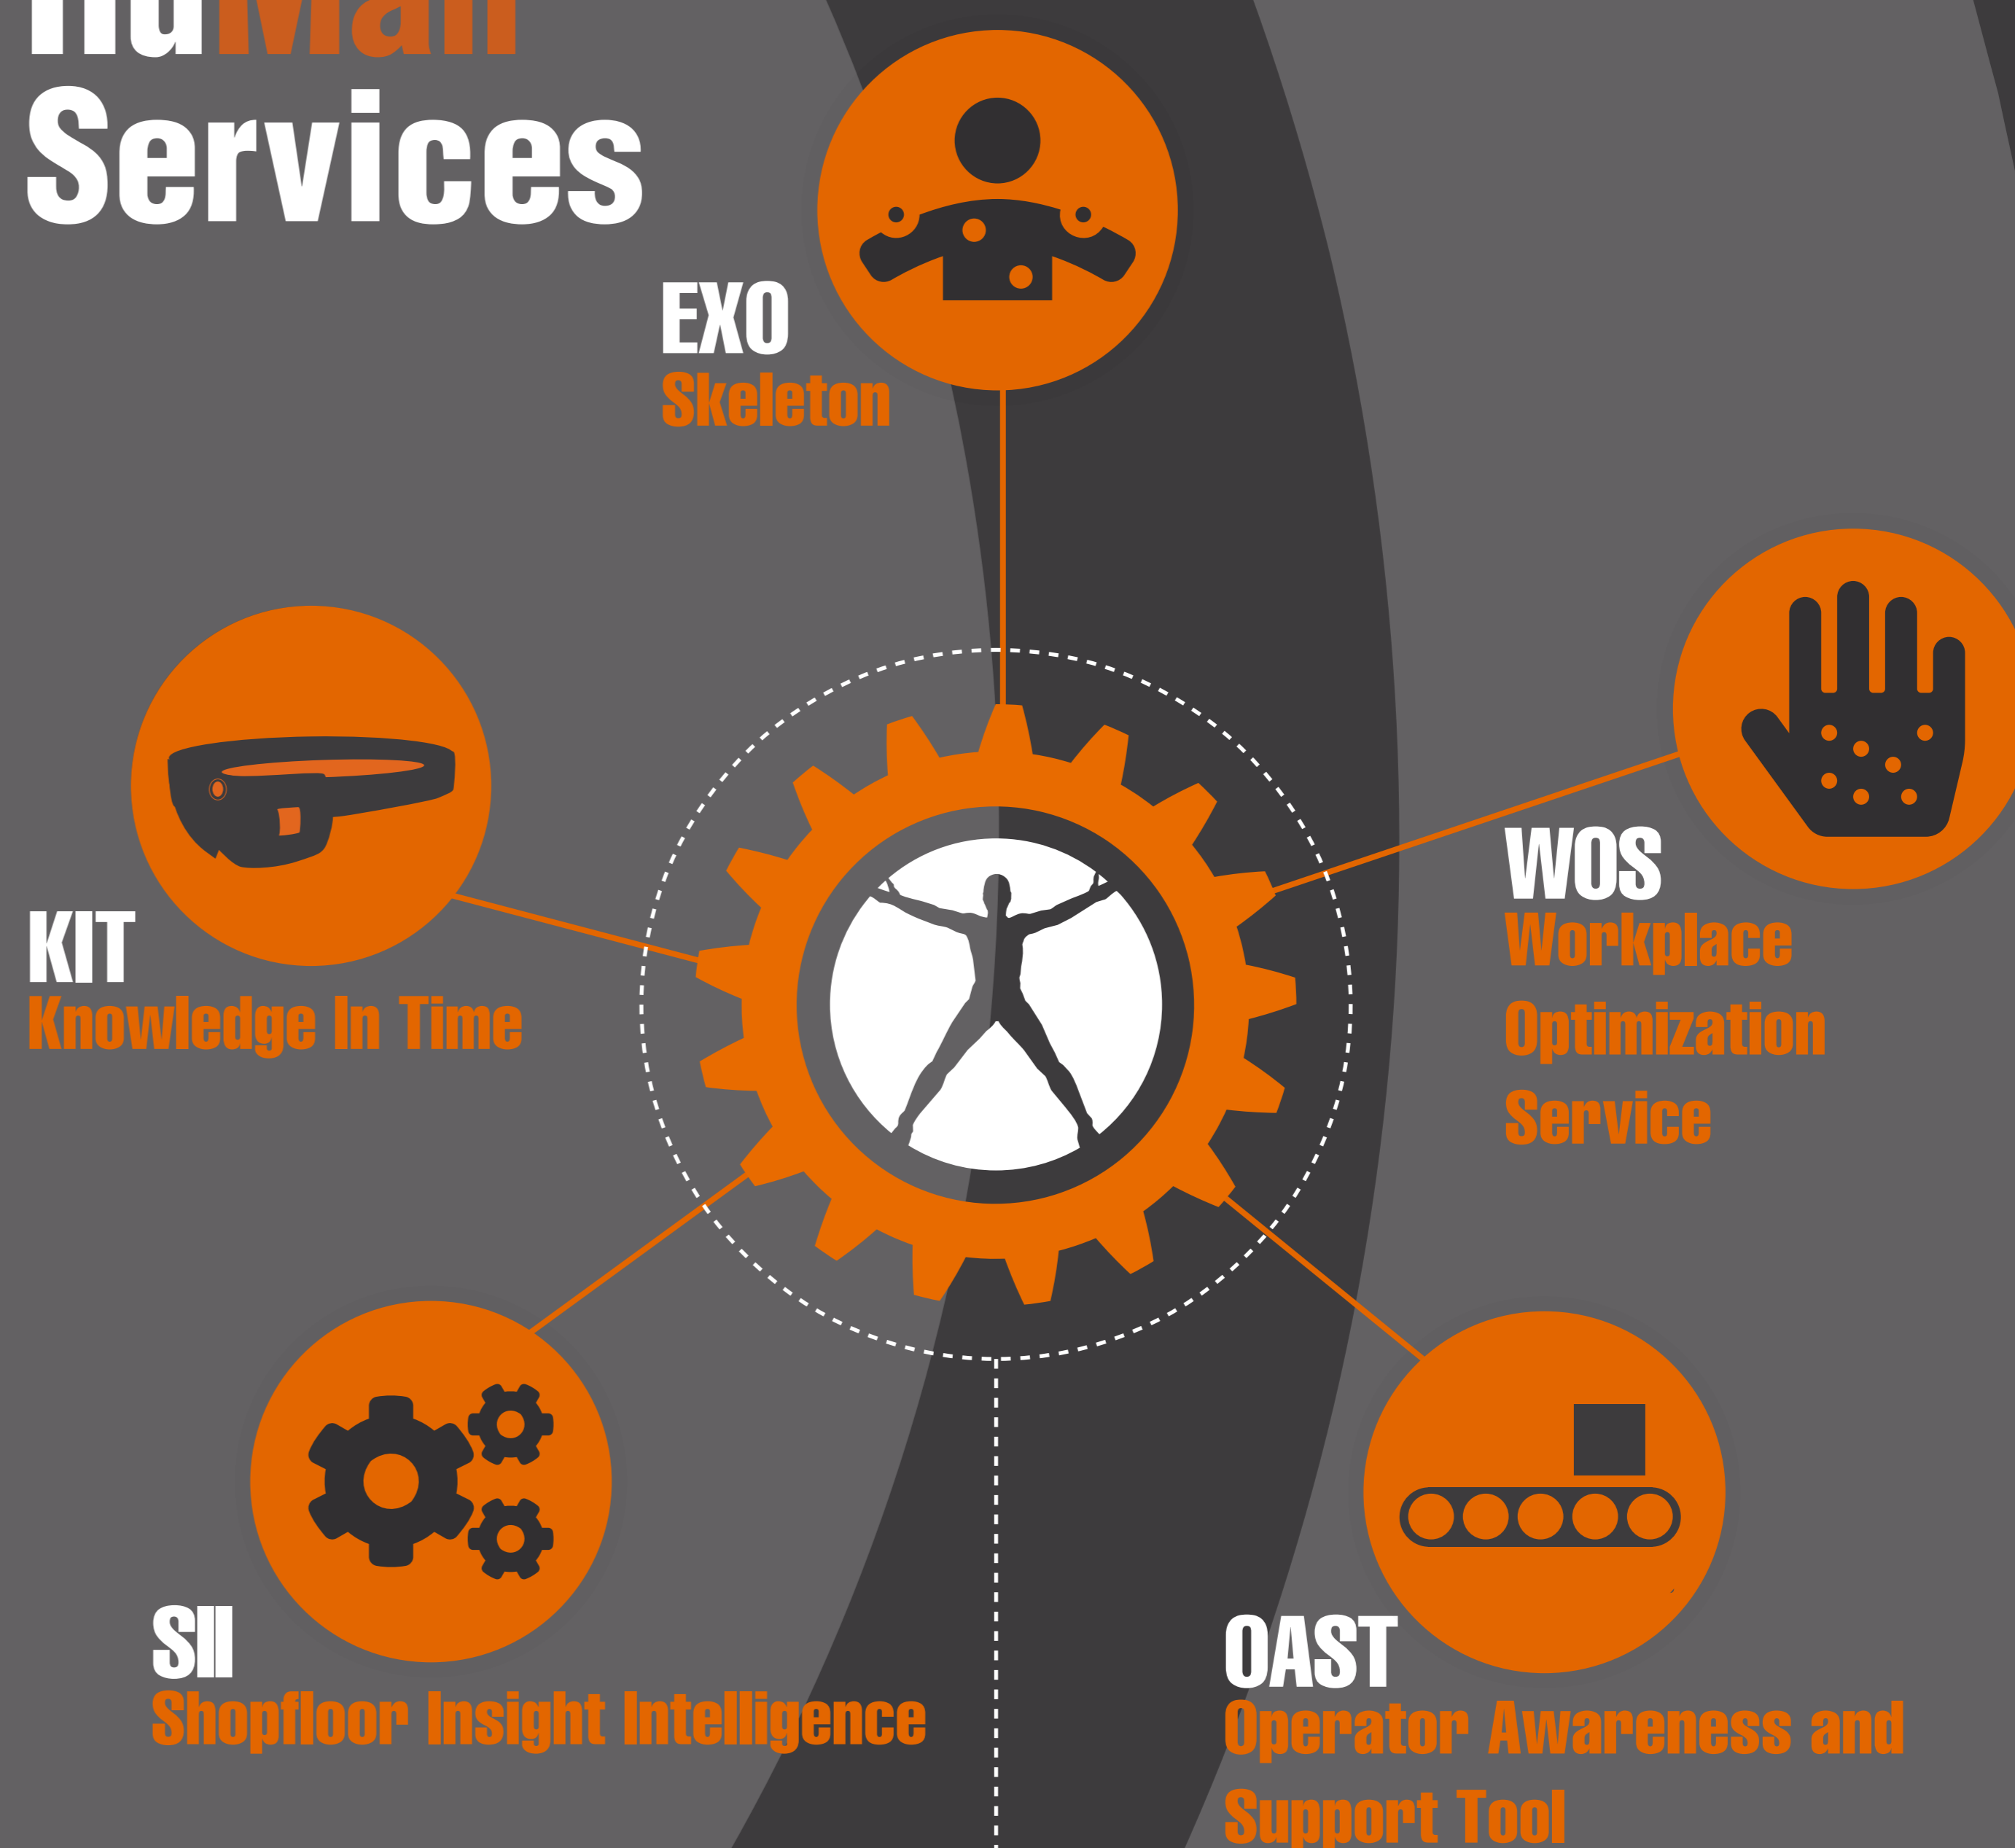 HuMan
Services
EXO
Skeleton
WOS
Workplace
Optimization
Service
KIT
Knowledge In Time
SII
Shopfloor Insight Intelligence
OAST
Operator Awareness and
Support Tool